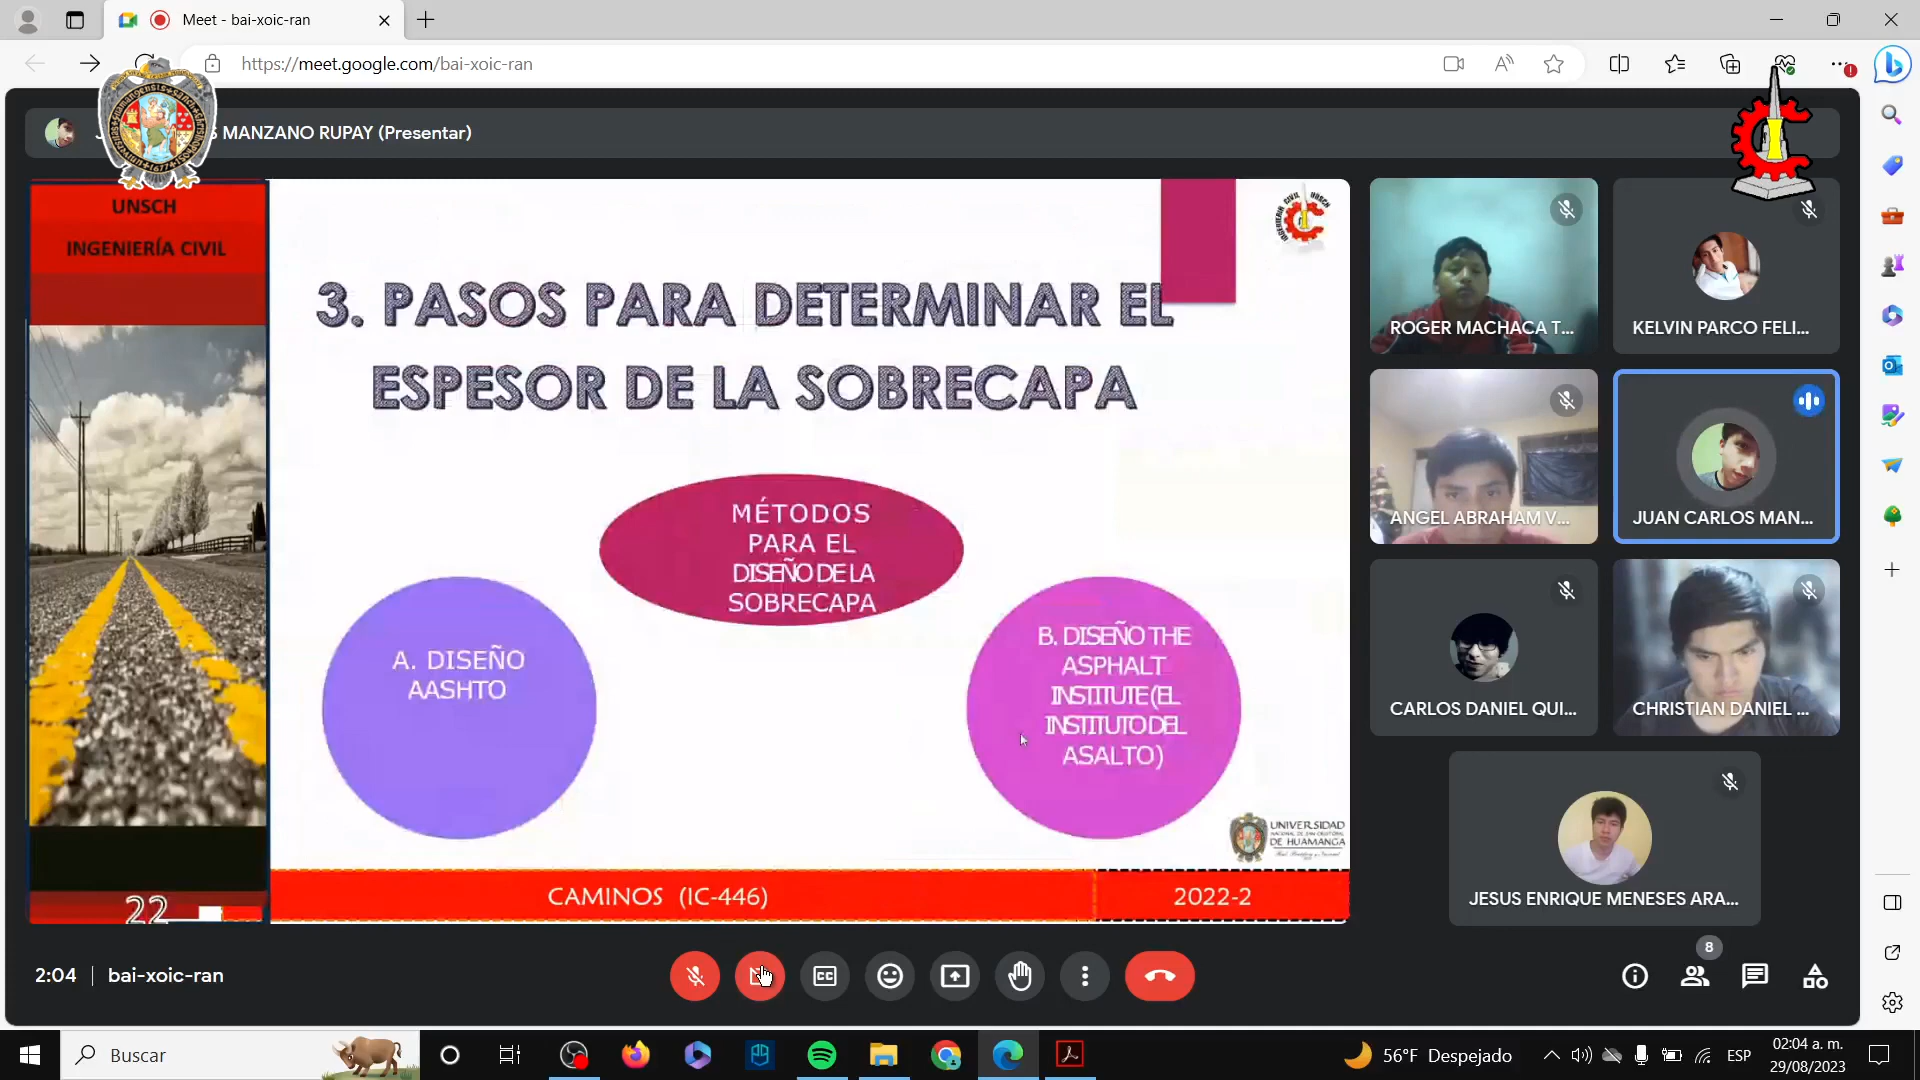 Meet - bai-xoic-ran
https://meet.google.com/bai-xoic-ran
MANZANO RUPAY (Presentar)
UNSCH
INGENIERÍA CIVIL
3. PASOS PARA DETERMINAR EL
ESPESOR DE LA SOBRECAPA
MÉTODOS
PARA EL
DISEÑO DE LA
SOBRECAPA
A. DISEÑO
AASHTO
B. DISEÑO THE
ASPHALT
INSTITUTE (EL
INSTITUTO DEL
ASALTO)
UNIVERSIDAD
NACIONAL DE SAN CRISTÓBAL
DE HUAMANGA
22
CAMINOS (IC-446)
2022-2
ROGER MACHACA T...
KELVIN PARCO FELI...
ANGEL ABRAHAM V...
JUAN CARLOS MAN...
CARLOS DANIEL QUI...
CHRISTIAN DANIEL ...
JESUS ENRIQUE MENESES ARA...
2:04
bai-xoic-ran
8
Buscar
56°F Despejado
ESP
02:04 a. m.
29/08/2023